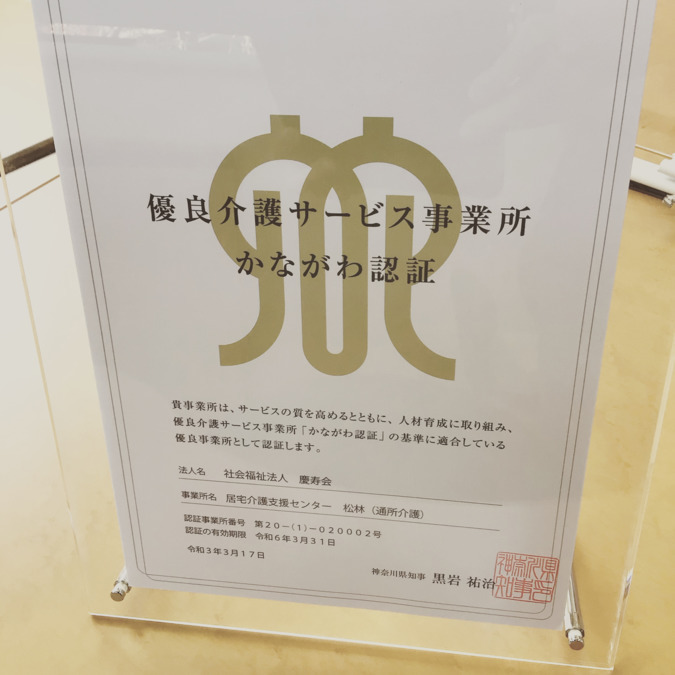 優良介護サービス事業所
かながわ認証
貴事業所は、サービスの質を高めるとともに、人材育成に取り組み、
優良介護サービス事業所「かながわ認証」の基準に適合している
優良事業所として認証します。
法人名 社会福祉法人 慶寿会
事業所名 居宅介護支援センター 松林（通所介護）
認証事業所番号 第２０－（１）－０２０００２号
認証の有効期限 令和６年３月３１日
令和３年３月１７日
神奈川県知事 黒岩 祐治
神奈川県知事之印